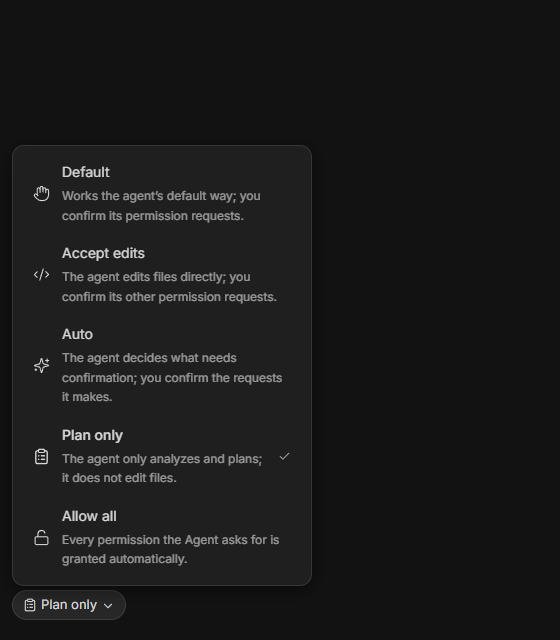 Default
Works the agent's default way; you
confirm its permission requests.
Accept edits
The agent edits files directly; you
confirm its other permission requests.
Auto
The agent decides what needs
confirmation; you confirm the requests
it makes.
Plan only
The agent only analyzes and plans;
it does not edit files.
Allow all
Every permission the Agent asks for is
granted automatically.
Plan only